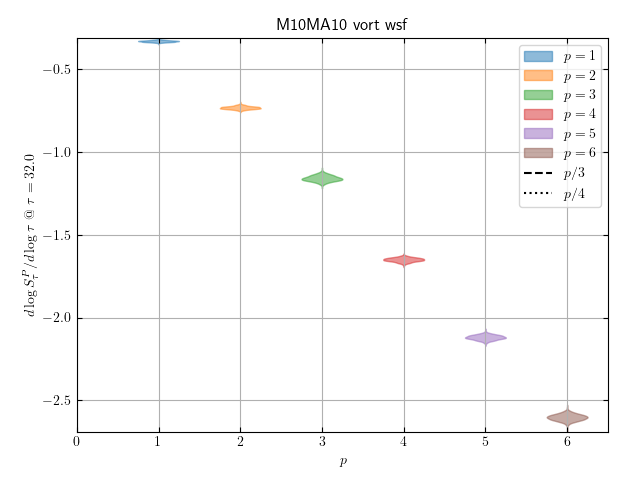 M10MA10 vort wsf
d log S_τ^P / d log τ @ τ = 32.0
−0.5
−1.0
−1.5
−2.0
−2.5
p = 1
p = 2
p = 3
p = 4
p = 5
p = 6
p/3
p/4
0 1 2 3 4 5 6
p